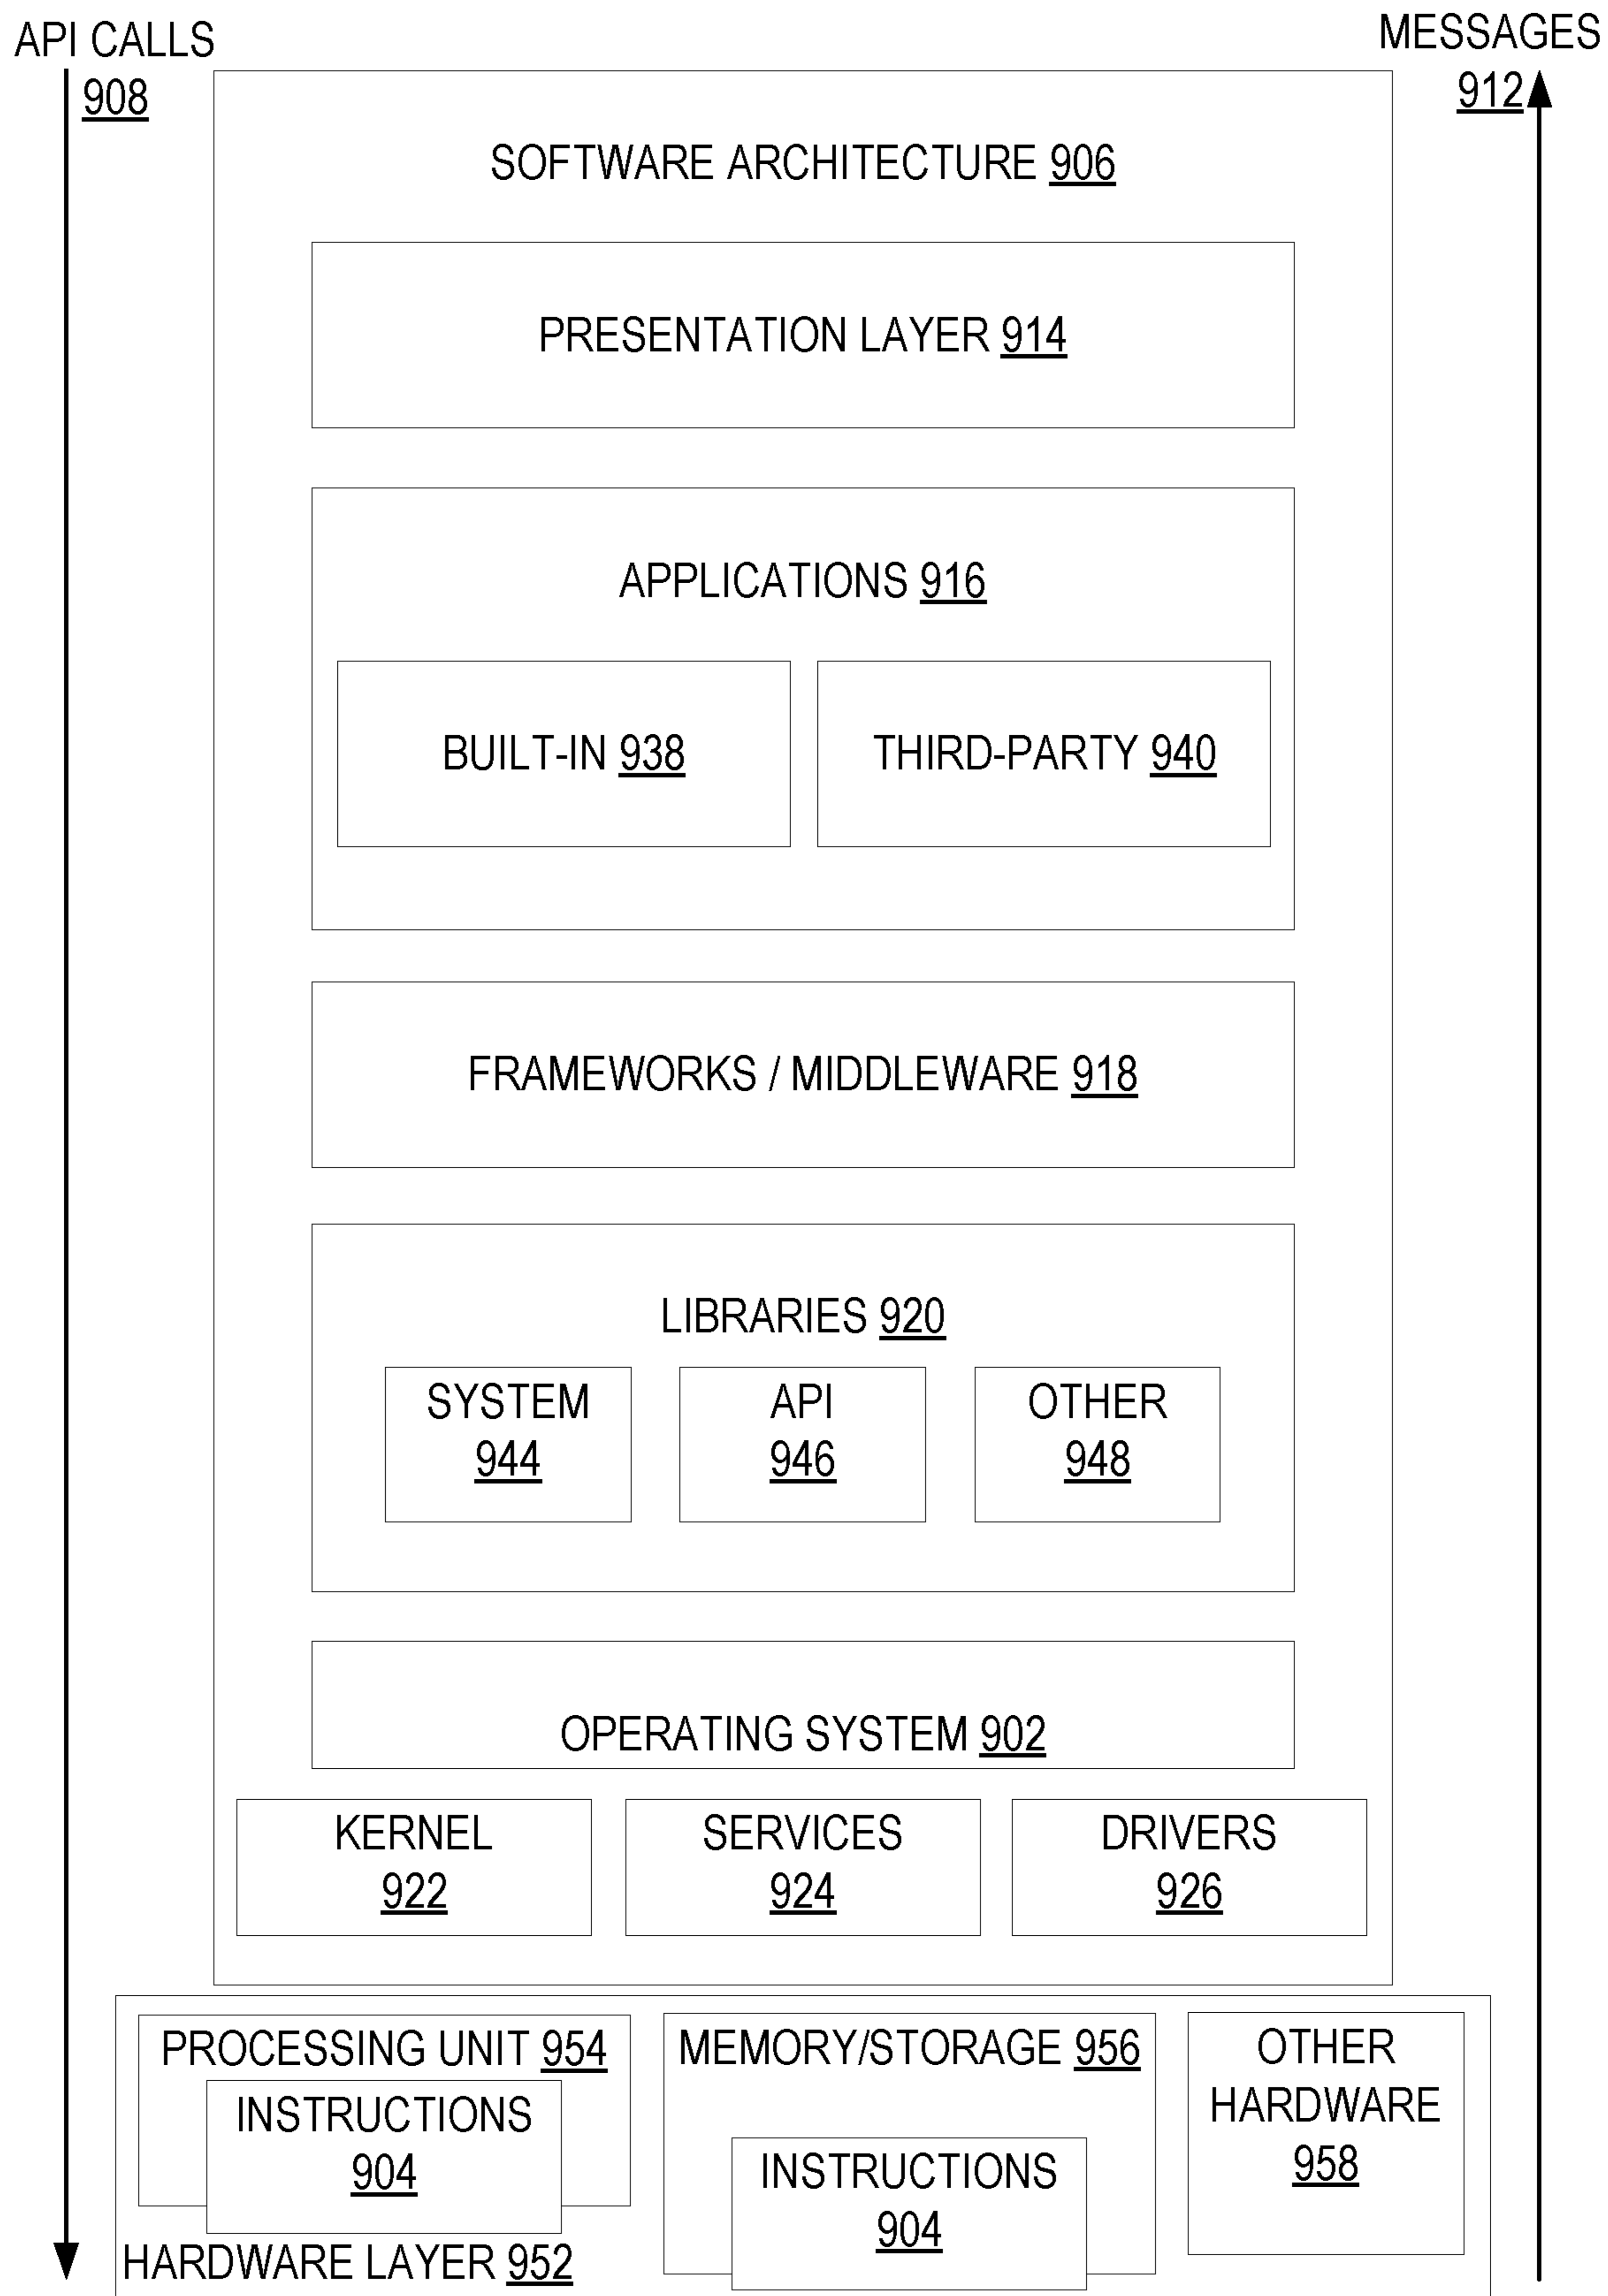 API CALLS
908
MESSAGES
912
SOFTWARE ARCHITECTURE 906
PRESENTATION LAYER 914
APPLICATIONS 916
BUILT-IN 938
THIRD-PARTY 940
FRAMEWORKS / MIDDLEWARE 918
LIBRARIES 920
SYSTEM
944
API
946
OTHER
948
OPERATING SYSTEM 902
KERNEL
922
SERVICES
924
DRIVERS
926
PROCESSING UNIT 954
INSTRUCTIONS
904
MEMORY/STORAGE 956
INSTRUCTIONS
904
OTHER
HARDWARE
958
HARDWARE LAYER 952